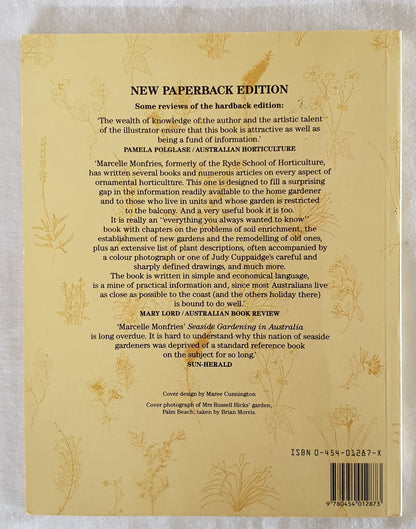 NEW PAPERBACK EDITION
Some reviews of the hardback edition:
'The wealth of knowledge of the author and the artistic talent
of the illustrator ensure that this book is attractive as well as
being a fund of information.'
PAMELA POLGLASE / AUSTRALIAN HORTICULTURE
'Marcelle Monfries, formerly of the Ryde School of Horticulture,
has written several books and numerous articles on every aspect of
ornamental horticulture. This one is designed to fill a surprising
gap in the information readily available to the home gardener
and to those who live in units and whose garden is restricted
to the balcony. And a very useful book it is too.
It is really an "everything you always wanted to know"
book with chapters on the problems of soil enrichment, the
establishment of new gardens and the remodelling of old ones,
plus an extensive list of plant descriptions, often accompanied by
a colour photograph or one of Judy Cuppaidge's careful and
sharply defined drawings, and much more.
The book is written in simple and economical language,
is a mine of practical information and, since most Australians live
as close as possible to the coast (and the others holiday there)
is bound to do well.'
MARY LORD / AUSTRALIAN BOOK REVIEW
'Marcelle Monfries' Seaside Gardening in Australia
is long overdue. It is hard to understand why this nation of seaside
gardeners was deprived of a standard reference book
on the subject for so long.'
SUN-HERALD
Cover design by Maree Cunnington
Cover photograph of Mrs Russell Hicks' garden,
Palm Beach; taken by Brian Morris.
ISBN 0-454-01287-X
9 780454 012873